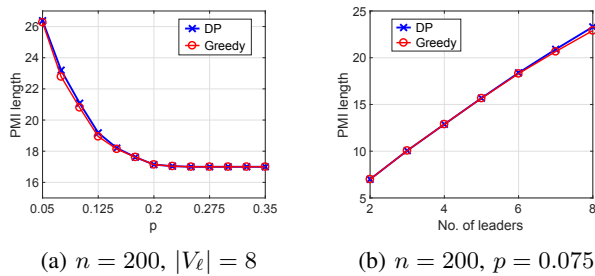 26
24
22
20
18
16
PMI length
DP
Greedy
0.05
0.125
0.2
0.275
0.35
p
(a) n = 200, |Vℓ| = 8
25
20
15
10
5
PMI length
DP
Greedy
2
4
6
8
No. of leaders
(b) n = 200, p = 0.075